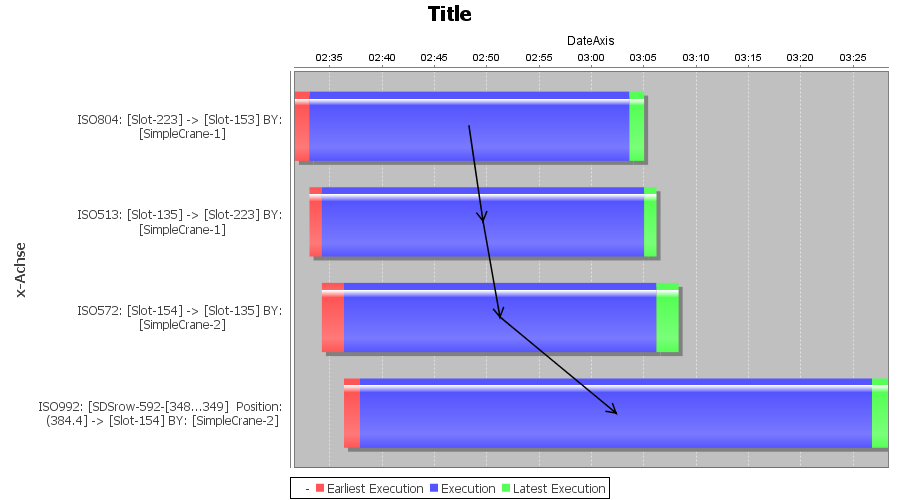 Title
DateAxis
02:35 02:40 02:45 02:50 02:55 03:00 03:05 03:10 03:15 03:20 03:25
x-Achse
ISO804: [Slot-223] -> [Slot-153] BY:
[SimpleCrane-1]
ISO513: [Slot-135] -> [Slot-223] BY:
[SimpleCrane-1]
ISO572: [Slot-154] -> [Slot-135] BY:
[SimpleCrane-2]
ISO992: [SDSrow-592-[348...349] Position:
(384.4] -> [Slot-154] BY: [SimpleCrane-2]
- Earliest Execution Execution Latest Execution